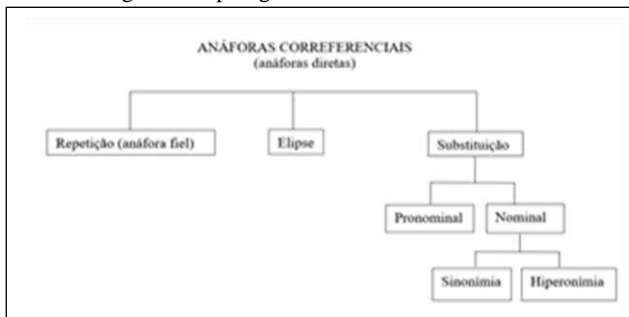 ANÁFORAS CORREFERENCIAIS
(anáforas diretas)
Repetição (anáfora fiel)
Elipse
Substituição
Pronominal
Nominal
Sinonímia
Hiperonímia